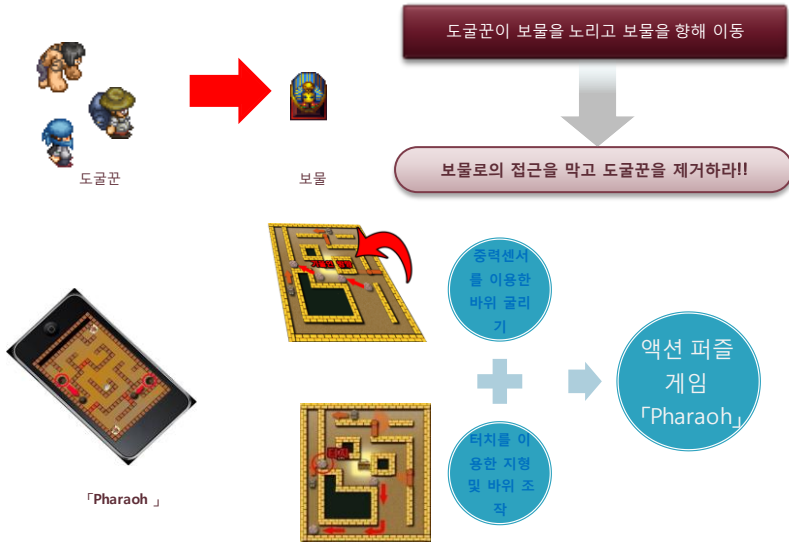 도굴꾼이 보물을 노리고 보물을 향해 이동
도굴꾼
보물
보물로의 접근을 막고 도굴꾼을 제거하라!!
중력센서
를 이용한
바위 굴리
기
액션 퍼즐
게임
「Pharaoh」
터치
터치를 이
용한 지형
및 바위 조
작
「Pharaoh 」